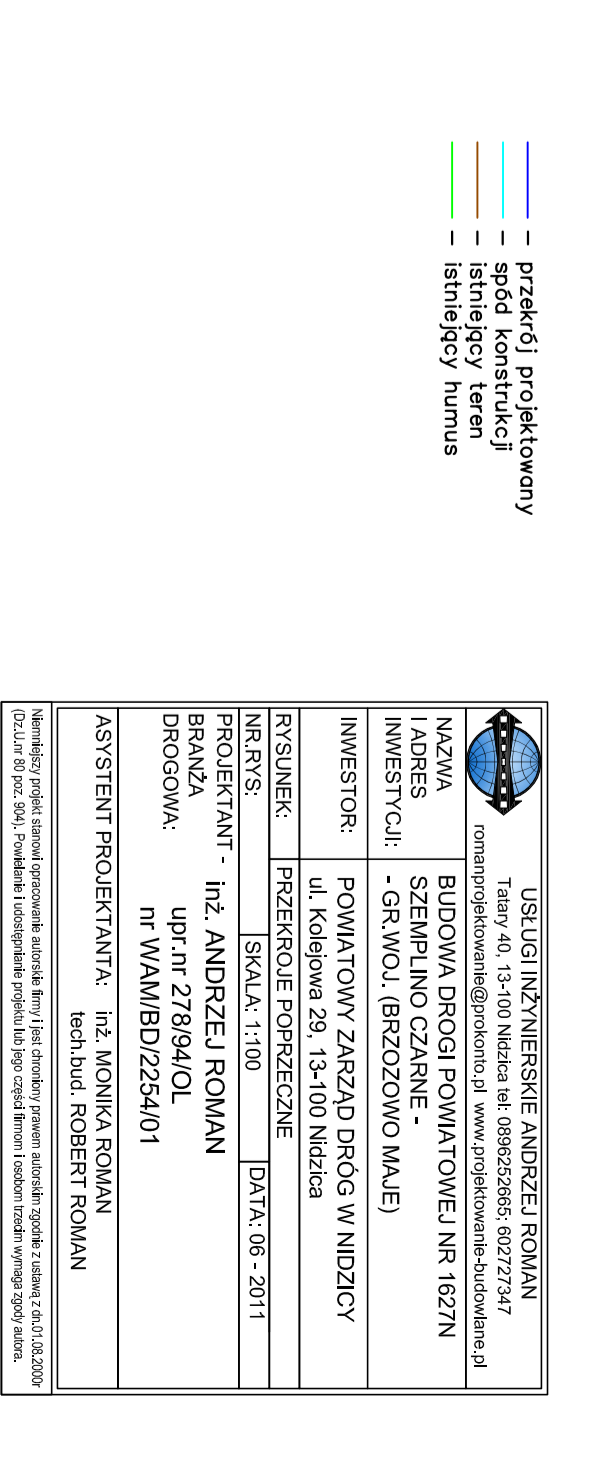 – przekrój projektowany
– spód konstrukcji
– istniejący teren
– istniejący humus
USŁUGI INŻYNIERSKIE ANDRZEJ ROMAN
Tatary 40, 13-100 Nidzica tel: 0896252665; 602727347
romanprojektowanie@prokonto.pl www.projektowanie-budowlane.pl
NAZWA
I ADRES
INWESTYCJI:
BUDOWA DROGI POWIATOWEJ NR 1627N
SZEMPLINO CZARNE -
- GR.WOJ. (BRZOZOWO MAJE)
INWESTOR:
POWIATOWY ZARZĄD DRÓG W NIDZICY
ul. Kolejowa 29, 13-100 Nidzica
RYSUNEK:
PRZEKROJE POPRZECZNE
NR.RYS:
SKALA: 1:100
DATA: 06 - 2011
PROJEKTANT -
BRANŻA
DROGOWA:
inż. ANDRZEJ ROMAN
upr.nr 278/94/OL
nr WAM/BD/2254/01
ASYSTENT PROJEKTANTA:
inż. MONIKA ROMAN
tech.bud. ROBERT ROMAN
Niemniejszy projekt stanowi opracowanie autorskie firmy i jest chroniony prawem autorskim zgodnie z ustawą z dn.01.08.2000r
(Dz.U.nr 80 poz. 904). Powielanie i udostępnianie projektu lub jego części firmom i osobom trzecim wymaga zgody autora.